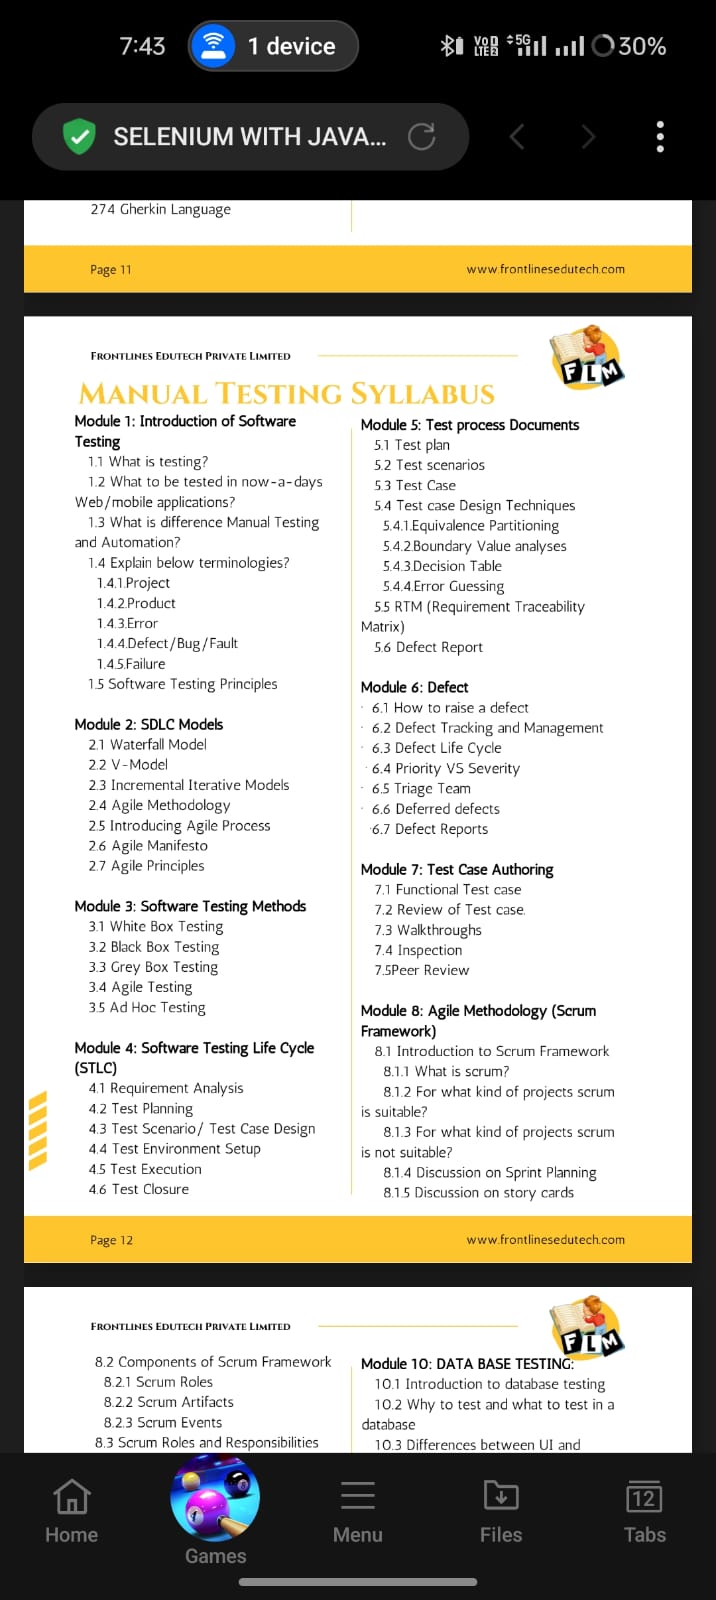 7:43
1 device
VoD
LTE2
5G
30%
SELENIUM WITH JAVA...
274 Gherkin Language
Page 11
www.frontlinesedutech.com
FRONTLINES EDUTECH PRIVATE LIMITED
FLM
MANUAL TESTING SYLLABUS
Module 1: Introduction of Software
Testing
1.1 What is testing?
1.2 What to be tested in now-a-days
Web/mobile applications?
1.3 What is difference Manual Testing
and Automation?
1.4 Explain below terminologies?
1.4.1.Project
1.4.2.Product
1.4.3.Error
1.4.4.Defect/Bug/Fault
1.4.5.Failure
1.5 Software Testing Principles
Module 2: SDLC Models
2.1 Waterfall Model
2.2 V-Model
2.3 Incremental Iterative Models
2.4 Agile Methodology
2.5 Introducing Agile Process
2.6 Agile Manifesto
2.7 Agile Principles
Module 3: Software Testing Methods
3.1 White Box Testing
3.2 Black Box Testing
3.3 Grey Box Testing
3.4 Agile Testing
3.5 Ad Hoc Testing
Module 4: Software Testing Life Cycle
(STLC)
4.1 Requirement Analysis
4.2 Test Planning
4.3 Test Scenario/ Test Case Design
4.4 Test Environment Setup
4.5 Test Execution
4.6 Test Closure
Module 5: Test process Documents
5.1 Test plan
5.2 Test scenarios
5.3 Test Case
5.4 Test case Design Techniques
5.4.1.Equivalence Partitioning
5.4.2.Boundary Value analyses
5.4.3.Decision Table
5.4.4.Error Guessing
5.5 RTM (Requirement Traceability
Matrix)
5.6 Defect Report
Module 6: Defect
· 6.1 How to raise a defect
· 6.2 Defect Tracking and Management
· 6.3 Defect Life Cycle
· 6.4 Priority VS Severity
· 6.5 Triage Team
· 6.6 Deferred defects
·6.7 Defect Reports
Module 7: Test Case Authoring
7.1 Functional Test case
7.2 Review of Test case.
7.3 Walkthroughs
7.4 Inspection
7.5Peer Review
Module 8: Agile Methodology (Scrum
Framework)
8.1 Introduction to Scrum Framework
8.1.1 What is scrum?
8.1.2 For what kind of projects scrum
is suitable?
8.1.3 For what kind of projects scrum
is not suitable?
8.1.4 Discussion on Sprint Planning
8.1.5 Discussion on story cards
Page 12
www.frontlinesedutech.com
FRONTLINES EDUTECH PRIVATE LIMITED
FLM
8.2 Components of Scrum Framework
8.2.1 Scrum Roles
8.2.2 Scrum Artifacts
8.2.3 Scrum Events
8.3 Scrum Roles and Responsibilities
Module 10: DATA BASE TESTING:
10.1 Introduction to database testing
10.2 Why to test and what to test in a
database
10.3 Differences between UI and
Home
Games
Menu
Files
12
Tabs